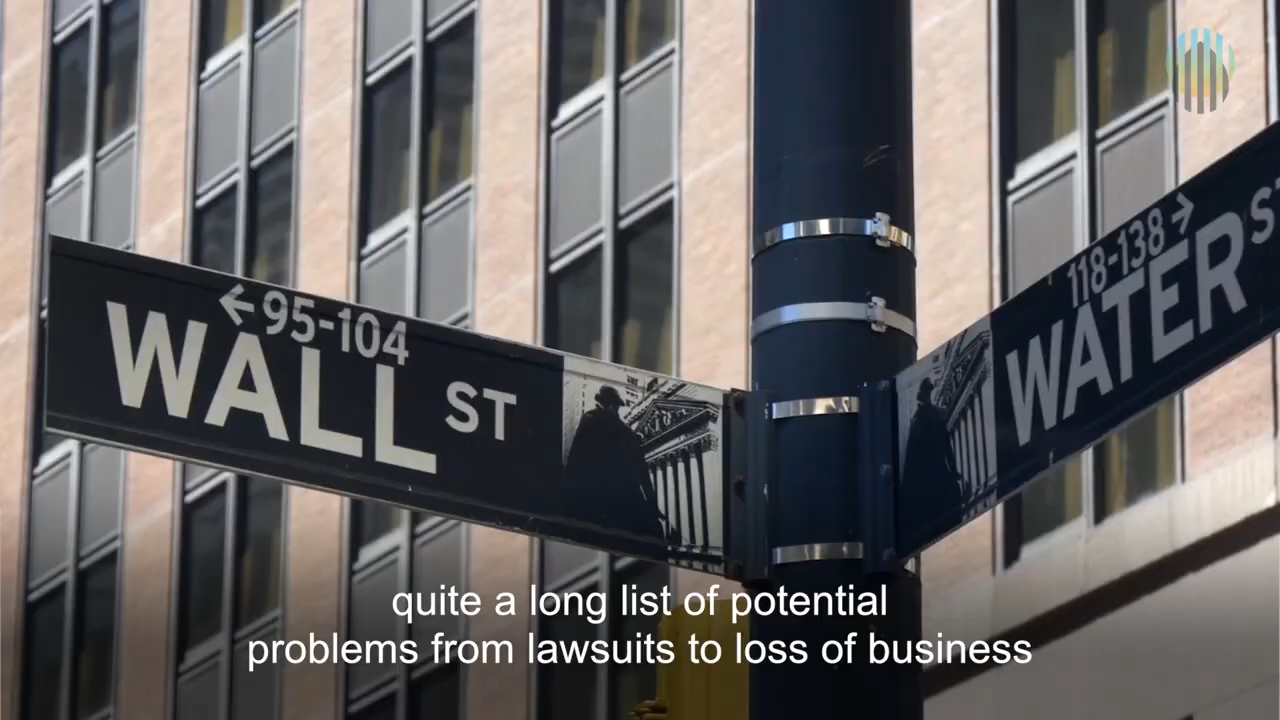 ←95-104
WALL ST
118-138→
WATER S
quite a long list of potential
problems from lawsuits to loss of business